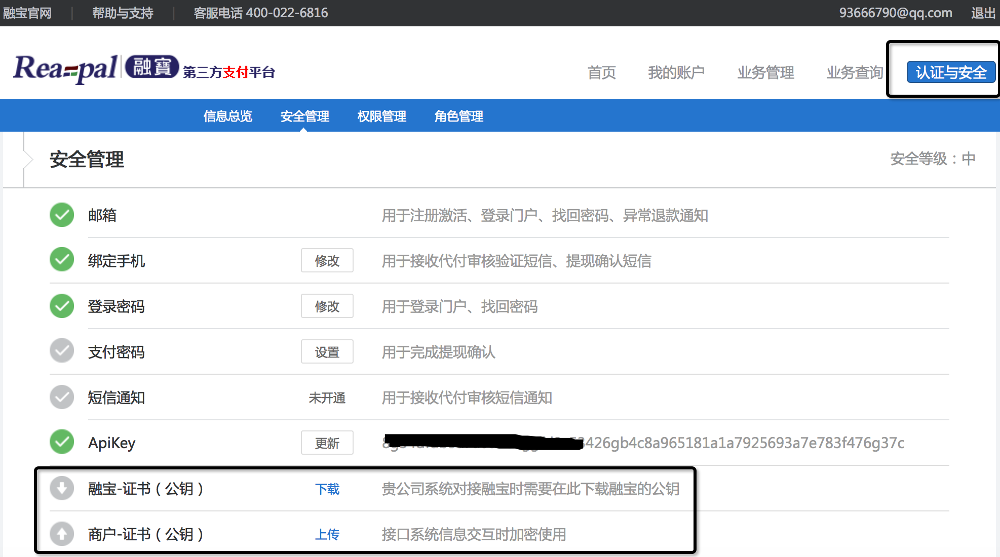 融宝官网 | 帮助与支持 | 客服电话 400-022-6816 93666790@qq.com 退出
Reapal 融寶 第三方支付平台
首页 我的账户 业务管理 业务查询 认证与安全
信息总览 安全管理 权限管理 角色管理
安全管理 安全等级：中
邮箱 用于注册激活、登录门户、找回密码、异常退款通知
绑定手机 修改 用于接收代付审核验证短信、提现确认短信
登录密码 修改 用于登录门户、找回密码
支付密码 设置 用于完成提现确认
短信通知 未开通 用于接收代付审核短信通知
ApiKey 更新 3426gb4c8a965181a1a7925693a7e783f476g37c
融宝-证书（公钥） 下载 贵公司系统对接融宝时需要在此下载融宝的公钥
商户-证书（公钥） 上传 接口系统信息交互时加密使用